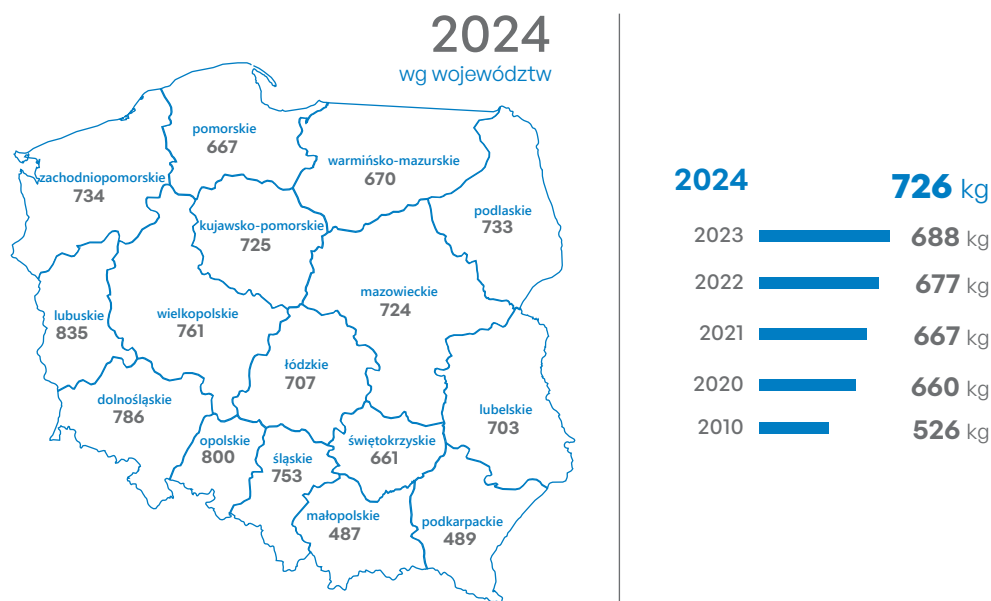 2024
wg województw
pomorskie
667
warmińsko-mazurskie
670
zachodniopomorskie
734
podlaskie
733
kujawsko-pomorskie
725
mazowieckie
724
lubuskie
835
wielkopolskie
761
łódzkie
707
dolnośląskie
786
lubelskie
703
opolskie
800
śląskie
753
świętokrzyskie
661
małopolskie
487
podkarpackie
489
2024 726 kg
2023 688 kg
2022 677 kg
2021 667 kg
2020 660 kg
2010 526 kg